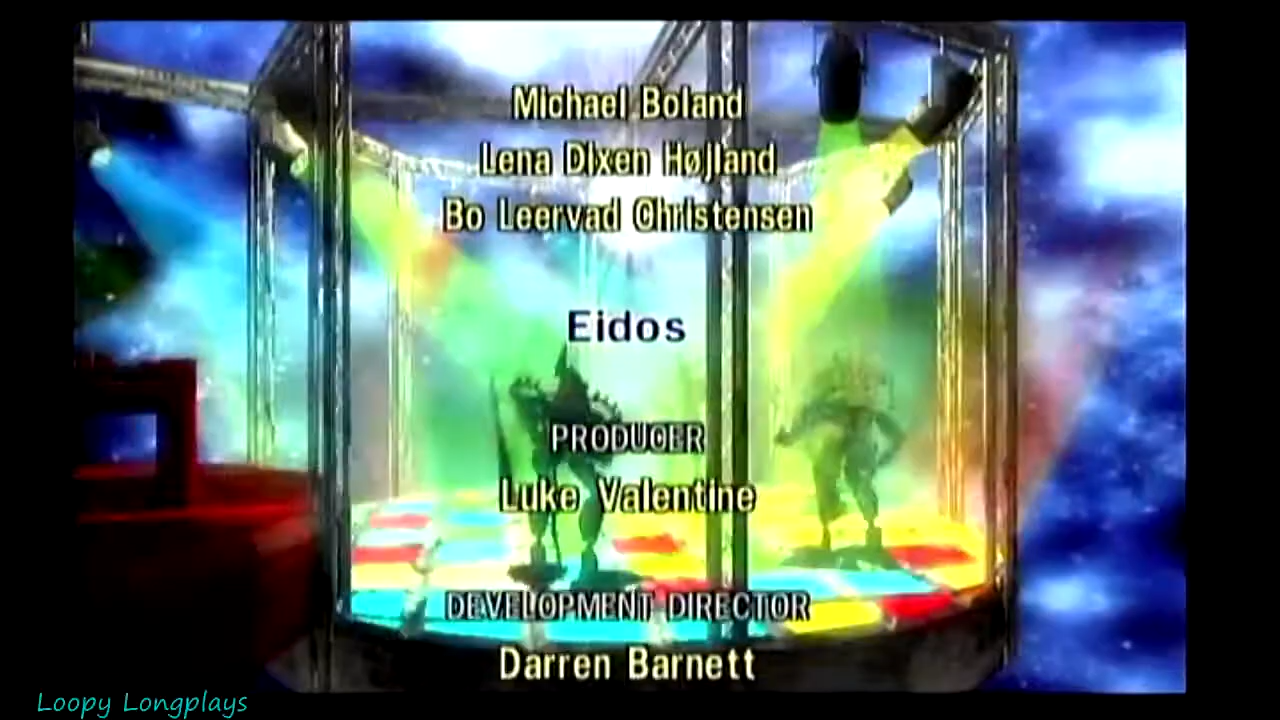 Michael Boland
Lena Dixen Højland
Bo Leervad Christensen
Eidos
PRODUCER
Luke Valentine
DEVELOPMENT DIRECTOR
Darren Barnett
Loopy Longplays